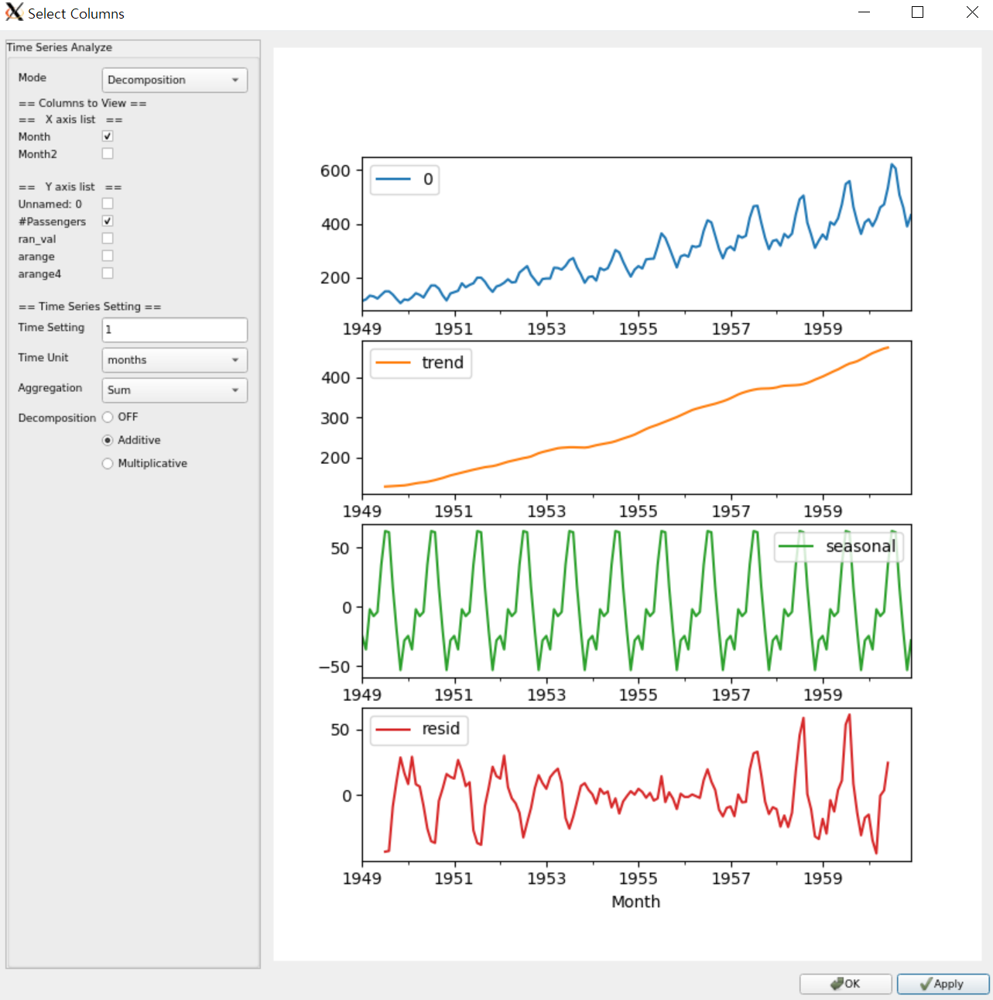 Select Columns
Time Series Analyze
Mode Decomposition
== Columns to View ==
== X axis list ==
Month
Month2
== Y axis list ==
Unnamed: 0
#Passengers
ran_val
arange
arange4
== Time Series Setting ==
Time Setting 1
Time Unit months
Aggregation Sum
Decomposition OFF
Additive
Multiplicative
0
600
400
200
1949 1951 1953 1955 1957 1959
trend
400
300
200
1949 1951 1953 1955 1957 1959
seasonal
50
0
−50
1949 1951 1953 1955 1957 1959
resid
50
0
1949 1951 1953 1955 1957 1959
Month
OK Apply